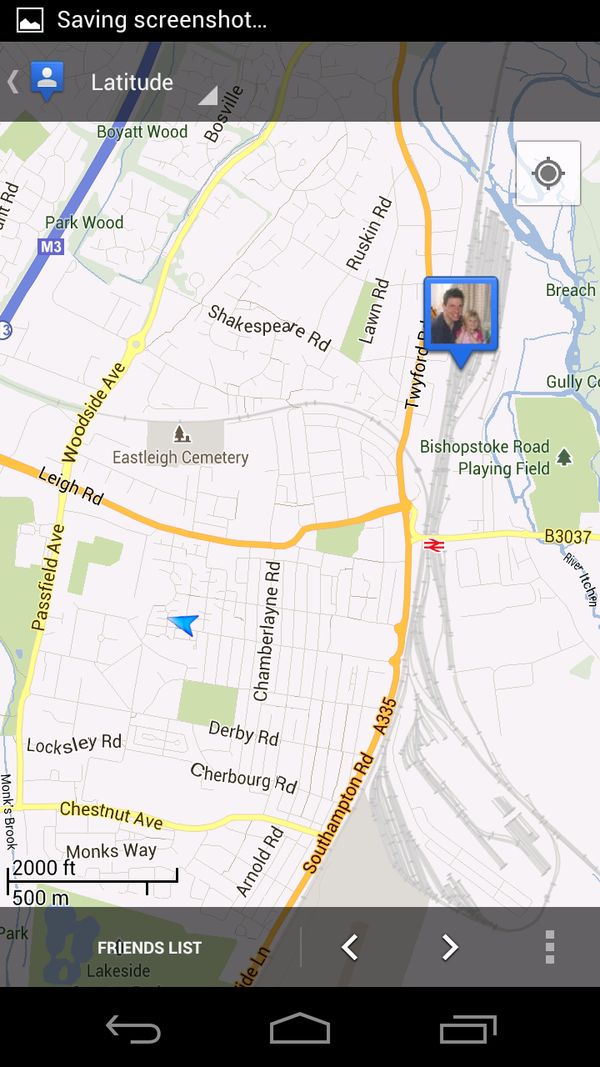 Saving screenshot...
Latitude
Bosville
Boyatt Wood
Park Wood
M3
Ruskin Rd
Lawn Rd
Breach
Shakespeare Rd
Twyford
Gully Co
Woodside Ave
Eastleigh Cemetery
Bishopstoke Road
Playing Field
Leigh Rd
B3037
River Itchen
Passfield Ave
Chamberlayne Rd
A335
Derby Rd
Locksley Rd
Cherbourg Rd
Southampton Rd
Monk's Brook
Chestnut Ave
Monks Way
Arnold Rd
2000 ft
500 m
Park
FRIENDS LIST
Lakeside
ide Ln